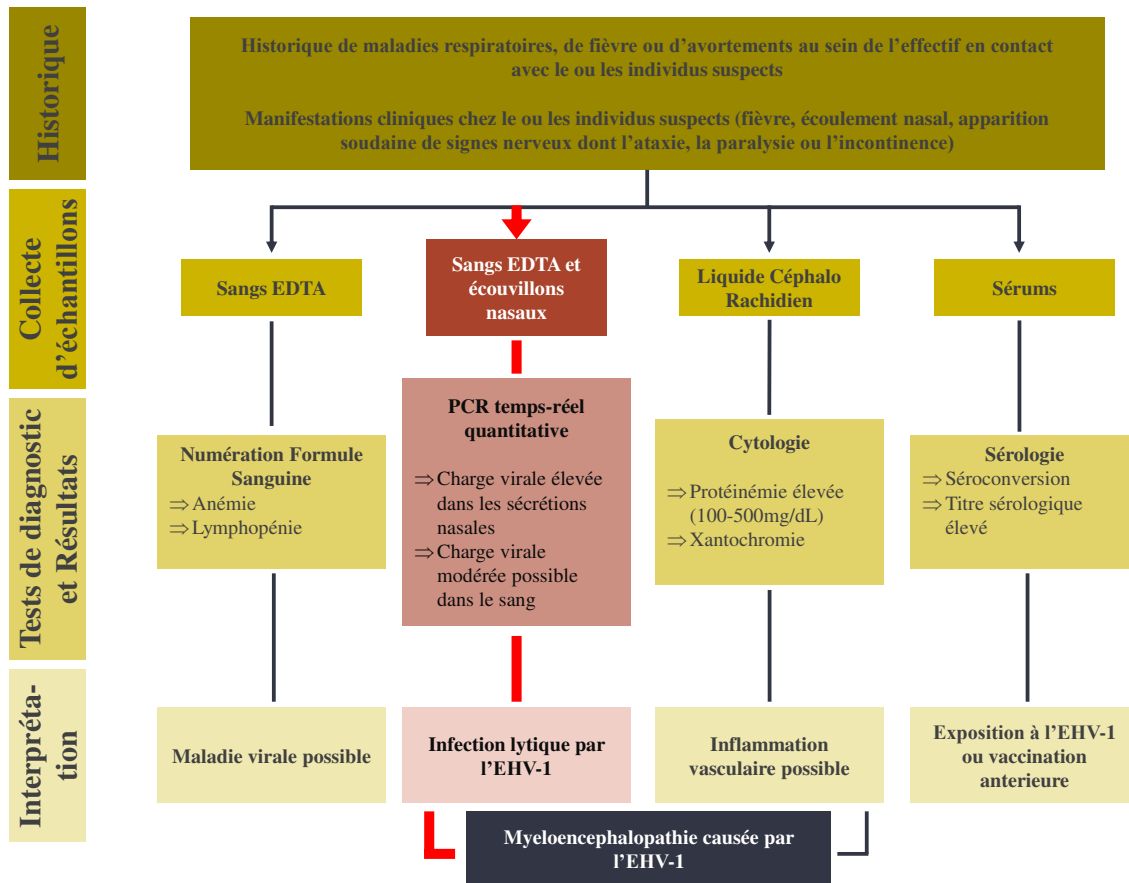 Historique
Historique de maladies respiratoires, de fièvre ou d'avortements au sein de l'effectif en contact
avec le ou les individus suspects
Manifestations cliniques chez le ou les individus suspects (fièvre, écoulement nasal, apparition
soudaine de signes nerveux dont l'ataxie, la paralysie ou l'incontinence)
Collecte
d'échantillons
Sangs EDTA
Sangs EDTA et
écouvillons
nasaux
Liquide Céphalo
Rachidien
Sérums
Tests de diagnostic
et Résultats
Numération Formule
Sanguine
⇒ Anémie
⇒ Lymphopénie
PCR temps-réel
quantitative
⇒ Charge virale élevée
dans les sécrétions
nasales
⇒ Charge virale
modérée possible
dans le sang
Cytologie
⇒ Protéinémie élevée
(100-500mg/dL)
⇒ Xantochromie
Sérologie
⇒ Séroconversion
⇒ Titre sérologique
élevé
Interpréta-
tion
Maladie virale possible
Infection lytique par
l'EHV-1
Inflammation
vasculaire possible
Exposition à l'EHV-1
ou vaccination
anterieure
Myeloencephalopathie causée par
l'EHV-1